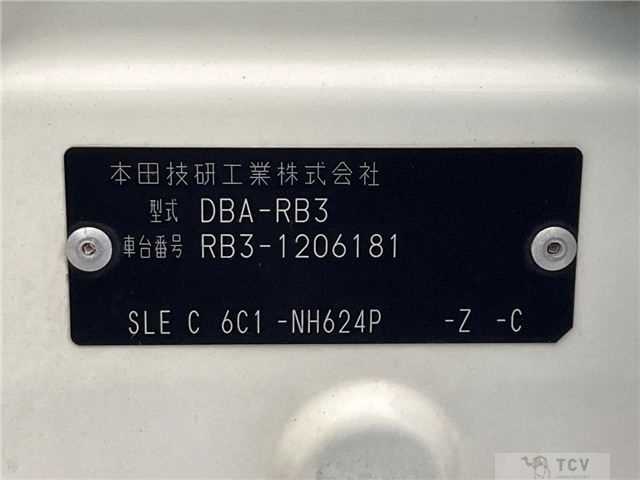 本田技研工業株式会社
型式 DBA-RB3
車台番号 RB3-1206181
SLE C 6C1 -NH624P -Z -C
TCV